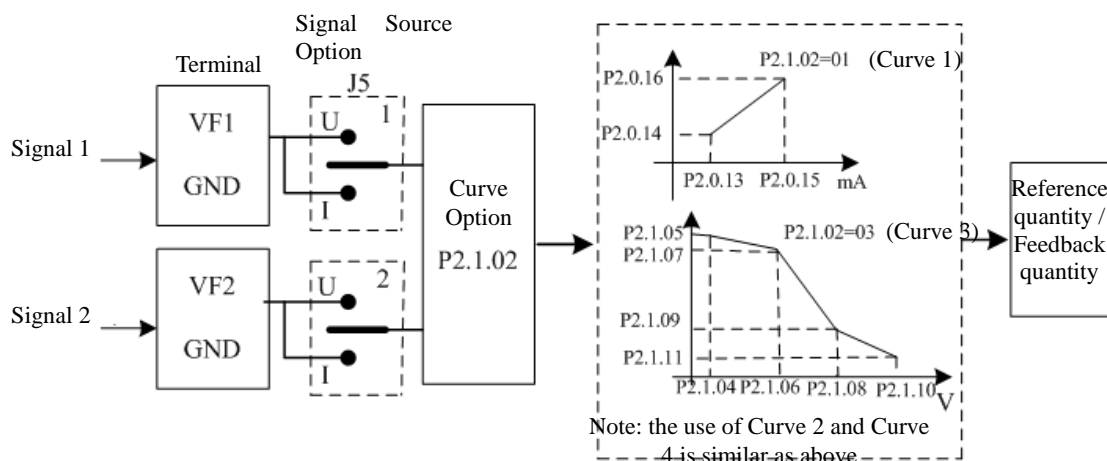 Signal Source
Option
Terminal
J5
Signal 1
VF1
GND
U
1
I
Signal 2
VF2
GND
U
2
I
Curve
Option
P2.1.02
P2.1.02=01 (Curve 1)
P2.0.16
P2.0.14
P2.0.13 P2.0.15 mA
P2.1.02=03 (Curve 3)
P2.1.05
P2.1.07
P2.1.09
P2.1.11
P2.1.04 P2.1.06 P2.1.08 P2.1.10 V
Note: the use of Curve 2 and Curve
4 is similar as above
Reference
quantity /
Feedback
quantity